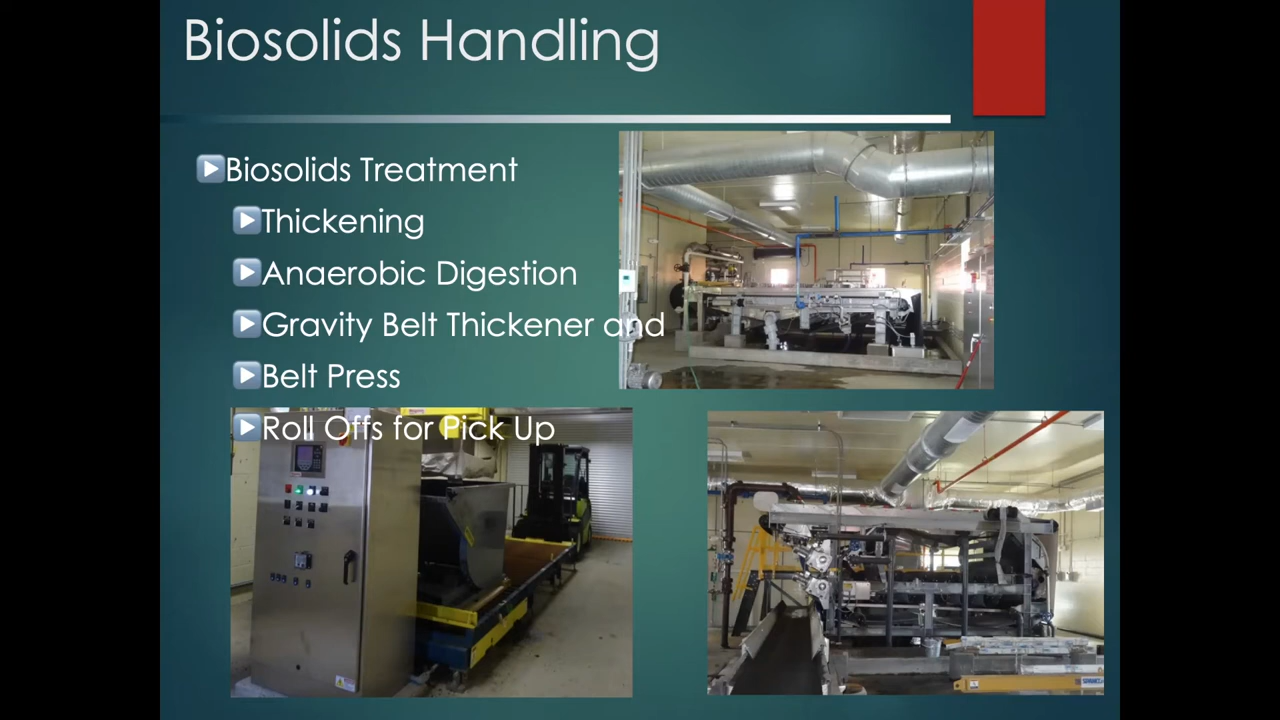 Biosolids Handling
Biosolids Treatment
Thickening
Anaerobic Digestion
Gravity Belt Thickener and
Belt Press
Roll Offs for Pick Up